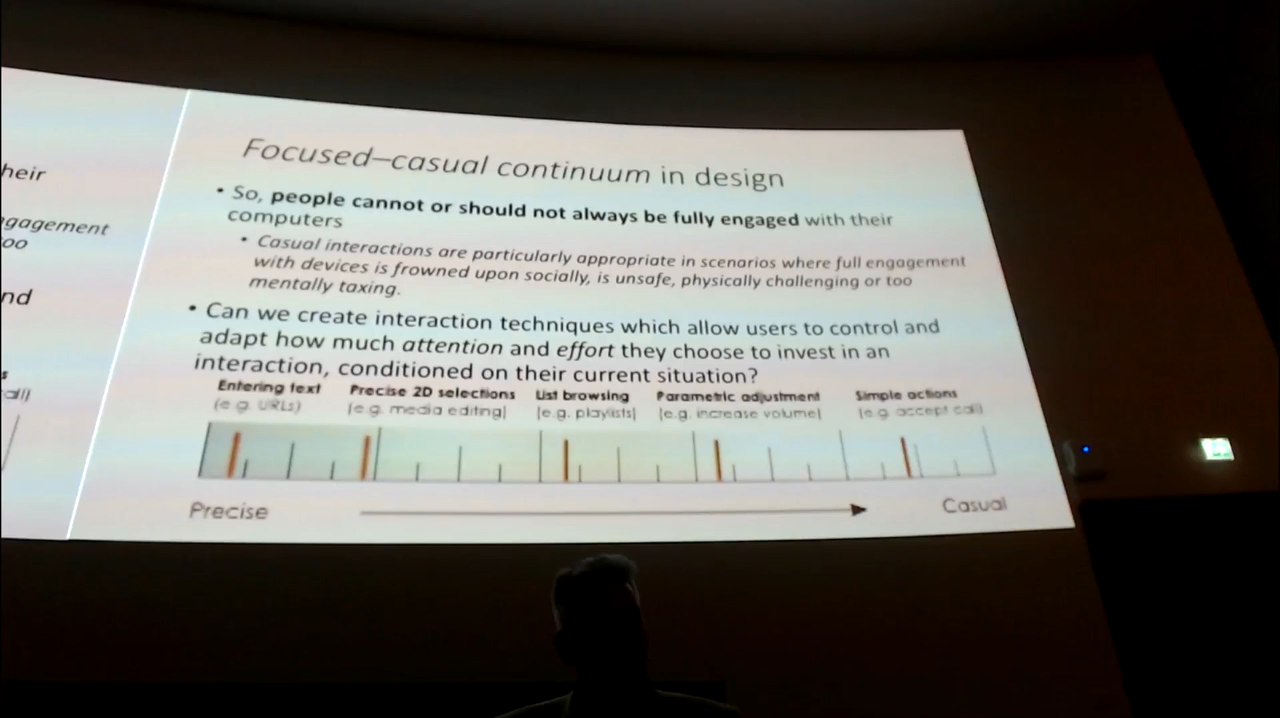 heir
ngagement
oo
nd
s
all)
Focused–casual continuum in design
• So, people cannot or should not always be fully engaged with their
computers
• Casual interactions are particularly appropriate in scenarios where full engagement
with devices is frowned upon socially, is unsafe, physically challenging or too
mentally taxing.
• Can we create interaction techniques which allow users to control and
adapt how much attention and effort they choose to invest in an
interaction, conditioned on their current situation?
Entering text Precise 2D selections List browsing Parametric adjustment Simple actions
(e.g. URLs) (e.g. media editing) (e.g. playlists) (e.g. increase volume) (e.g. accept call)
Precise Casual